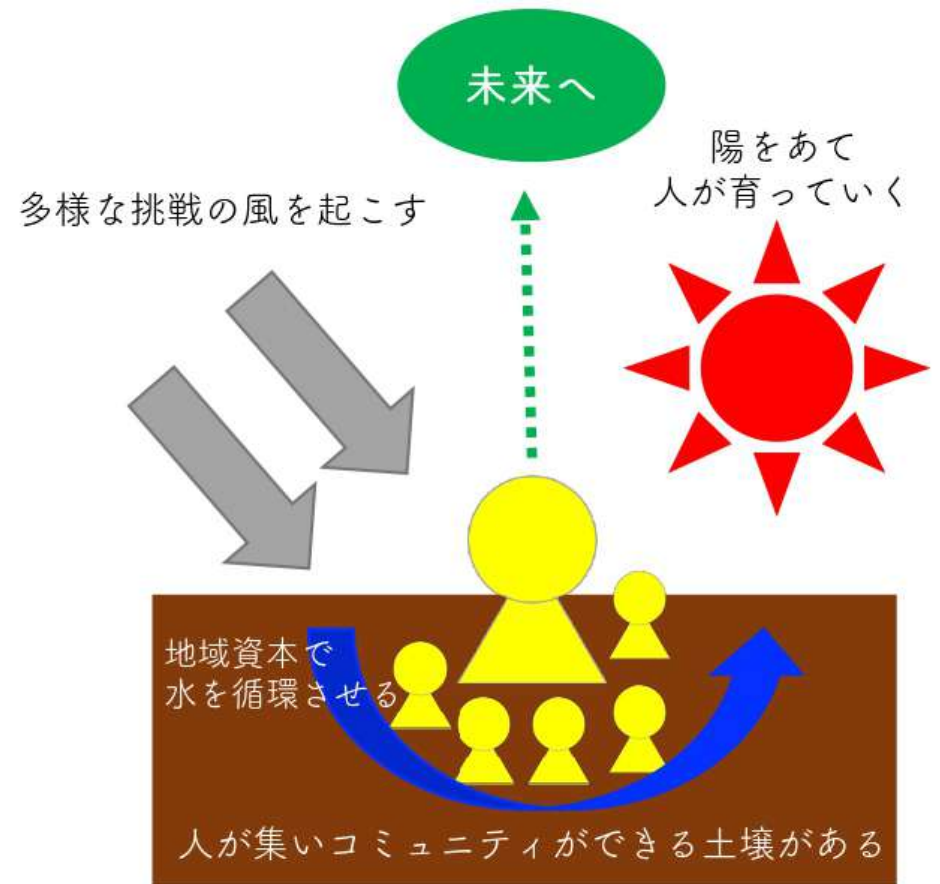 未来へ
陽をあて
人が育っていく
多様な挑戦の風を起こす
地域資本で
水を循環させる
人が集いコミュニティができる土壌がある